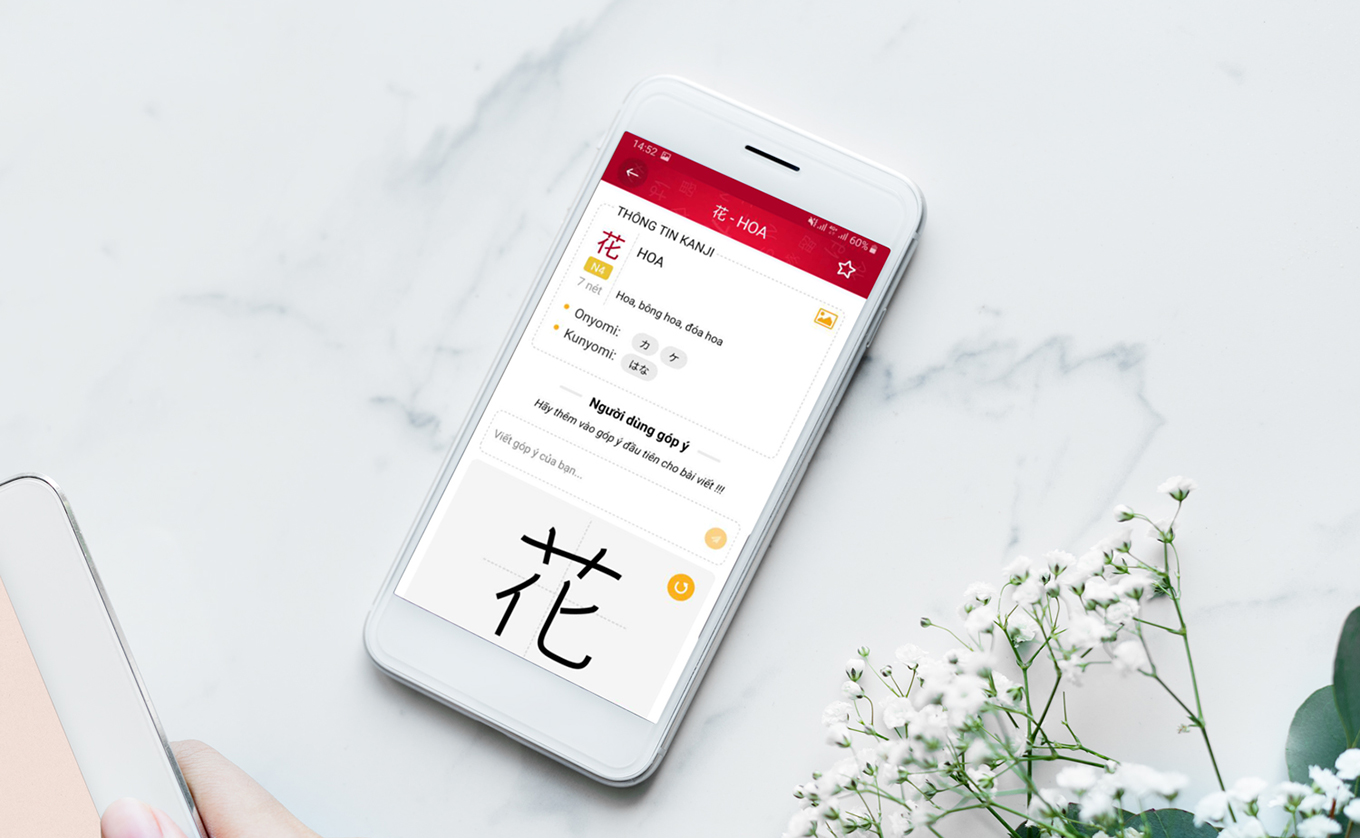 14:52 60%
花 - HOA
THÔNG TIN KANJI
花 HOA
N4
7 nét
Hoa, bông hoa, đóa hoa
Onyomi: カ ケ
Kunyomi: はな
Người dùng góp ý
Hãy thêm vào góp ý đầu tiên cho bài viết !!!
Viết góp ý của bạn...
花